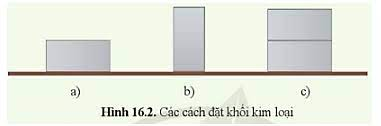 a) b) c)
Hình 16.2. Các cách đặt khối kim loại